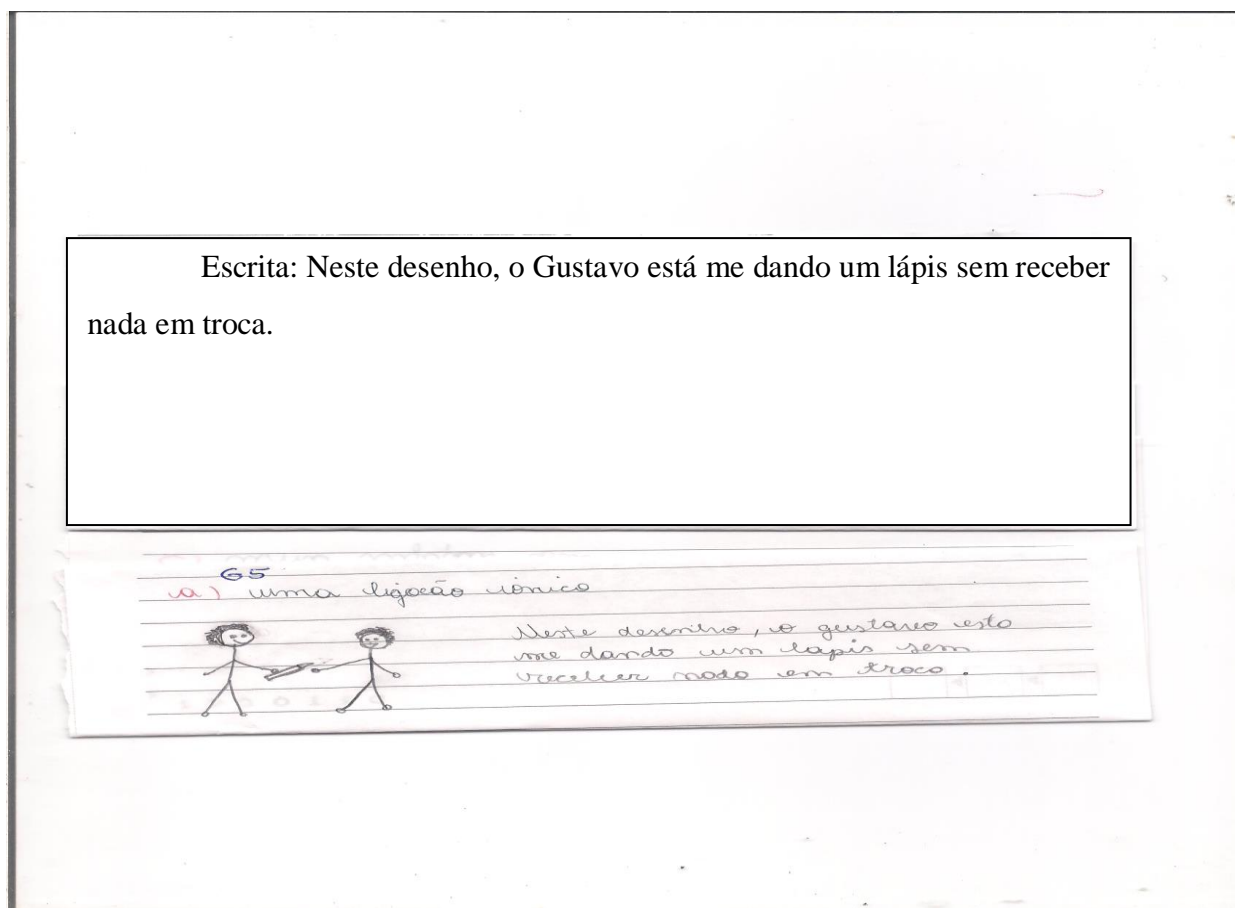 Escrita: Neste desenho, o Gustavo está me dando um lápis sem receber
nada em troca.
G5
a) uma ligação iônica
Neste desenho, o gustavo esta
me dando um lapis sem
receber nada em troca.